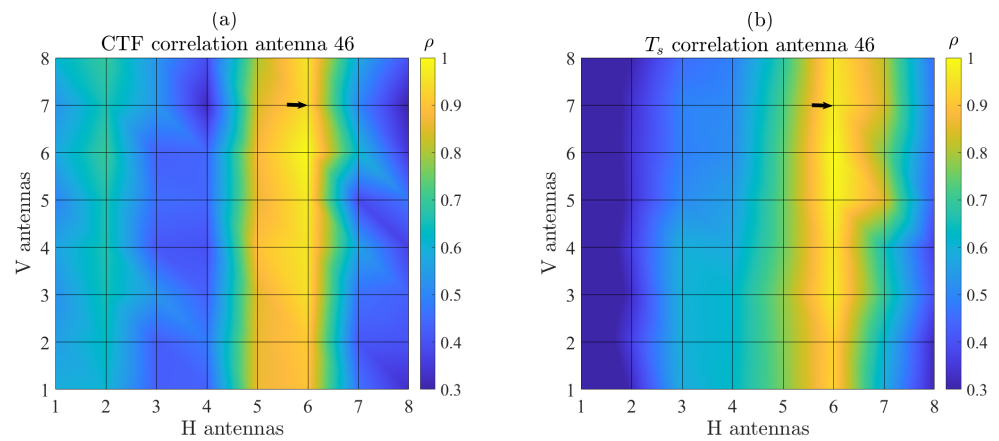 (a)
CTF correlation antenna 46
ρ
8
7
6
5
4
3
2
1
V antennas
1 2 3 4 5 6 7 8
H antennas
1
0.9
0.8
0.7
0.6
0.5
0.4
0.3
(b)
T_s correlation antenna 46
ρ
8
7
6
5
4
3
2
1
V antennas
1 2 3 4 5 6 7 8
H antennas
1
0.9
0.8
0.7
0.6
0.5
0.4
0.3